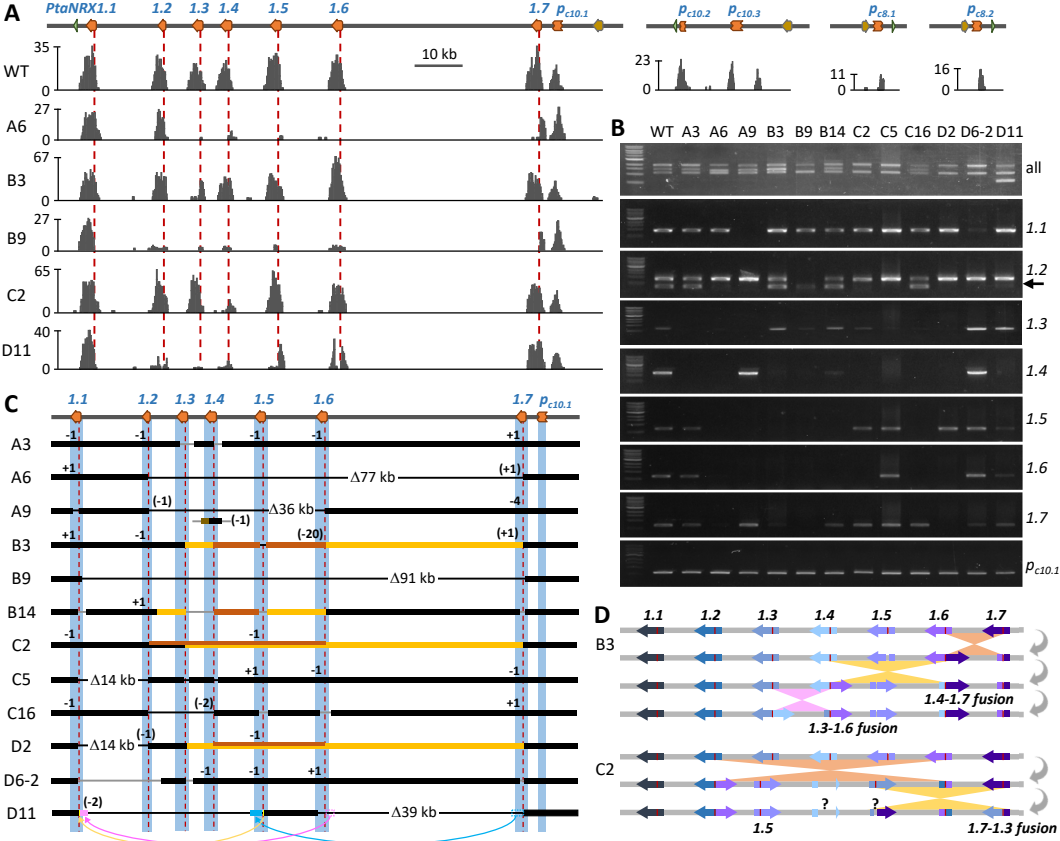 A
PtaNRX1.1 1.2 1.3 1.4 1.5 1.6 1.7 pc10.1 pc10.2 pc10.3 pc8.1 pc8.2
10 kb
WT 35 0 23 0 11 0 16 0
A6 27 0
B3 67 0
B9 27 0
C2 65 0
D11 40 0
B
WT A3 A6 A9 B3 B9 B14 C2 C5 C16 D2 D6-2 D11
all
1.1
1.2
1.3
1.4
1.5
1.6
1.7
pc10.1
C
1.1 1.2 1.3 1.4 1.5 1.6 1.7 pc10.1
A3 -1 -1 -1 -1 +1
A6 +1 Δ77 kb (+1)
A9 (-1) Δ36 kb -4
(-1)
B3 +1 -1 (-20) (+1)
B9 Δ91 kb
B14 +1
C2 -1 -1
C5 Δ14 kb +1 -1 -1
C16 -1 (-2) +1
D2 Δ14 kb (-1) -1
D6-2 -1 -1 +1
D11 (-2) Δ39 kb
D
1.1 1.2 1.3 1.4 1.5 1.6 1.7
B3
1.4-1.7 fusion
1.3-1.6 fusion
C2
? ?
1.5 1.7-1.3 fusion